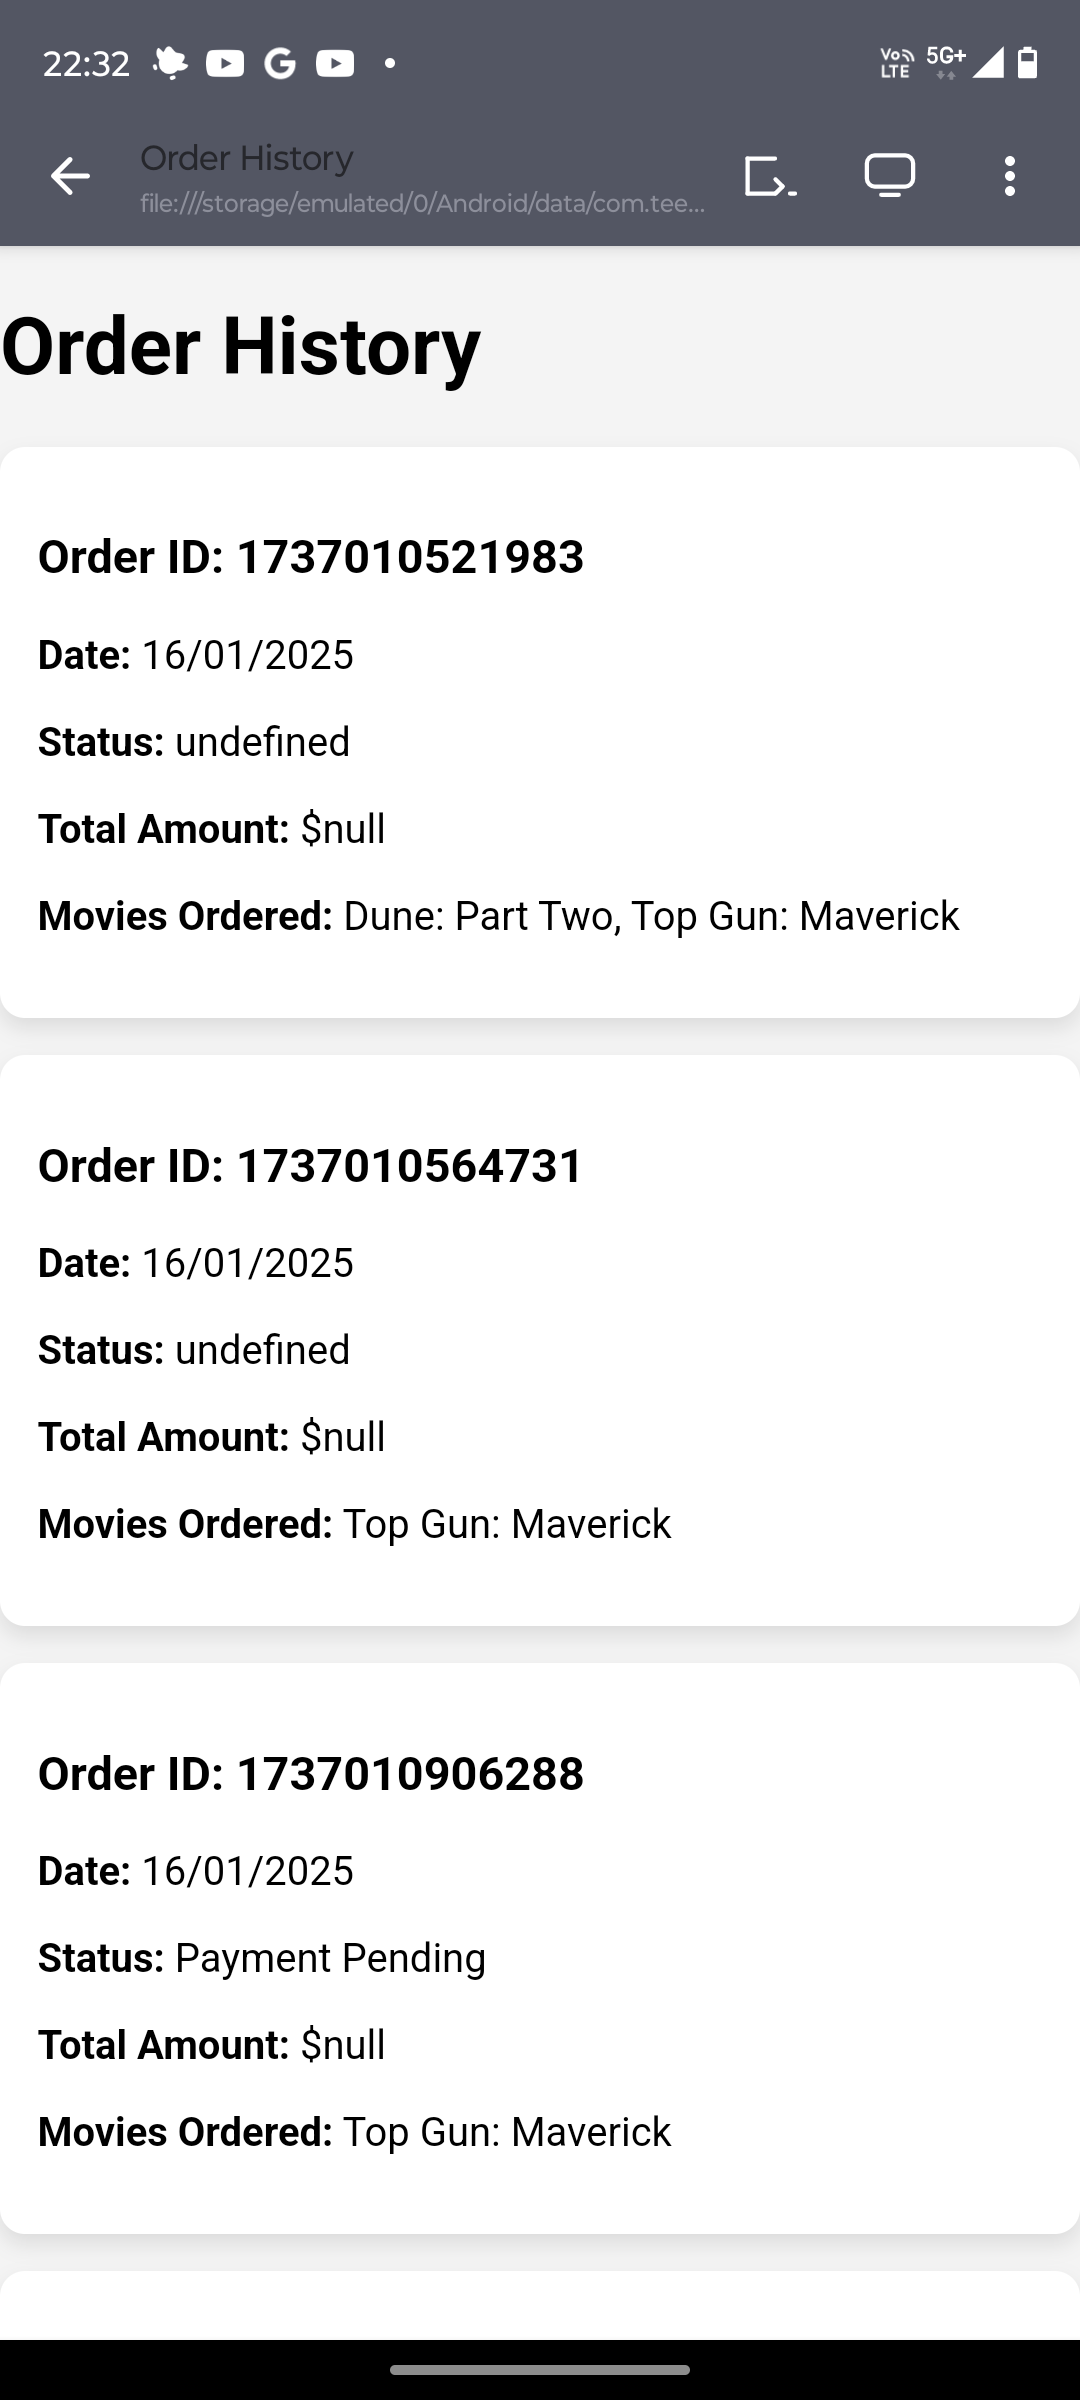 22:32
Vo LTE 5G+
Order History
file:///storage/emulated/0/Android/data/com.tee...
Order History
Order ID: 1737010521983
Date: 16/01/2025
Status: undefined
Total Amount: $null
Movies Ordered: Dune: Part Two, Top Gun: Maverick
Order ID: 1737010564731
Date: 16/01/2025
Status: undefined
Total Amount: $null
Movies Ordered: Top Gun: Maverick
Order ID: 1737010906288
Date: 16/01/2025
Status: Payment Pending
Total Amount: $null
Movies Ordered: Top Gun: Maverick